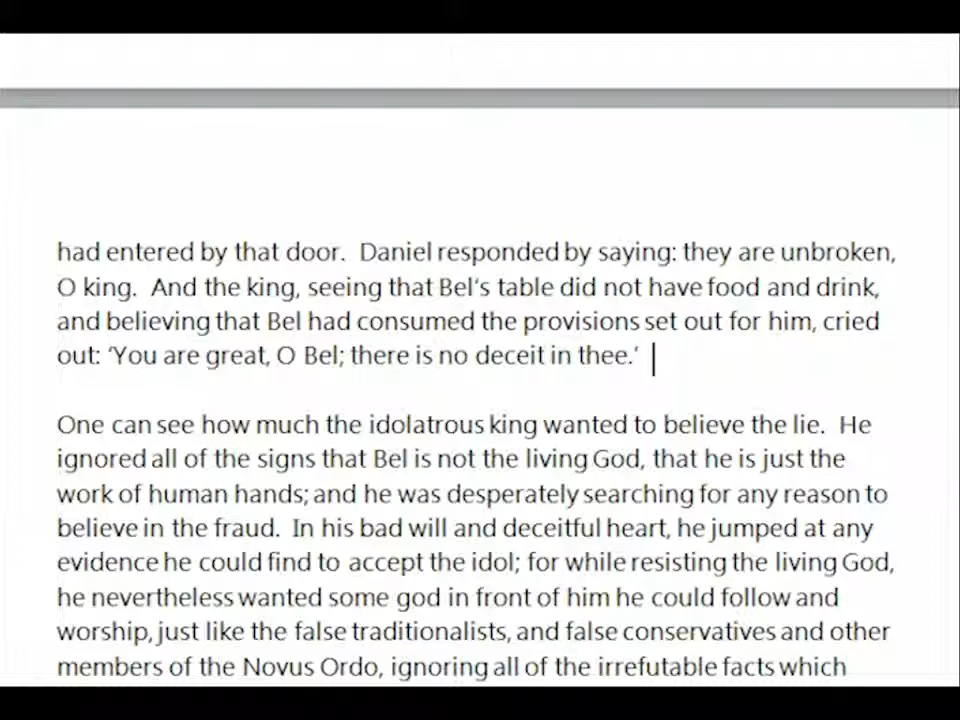 had entered by that door.  Daniel responded by saying: they are unbroken,
O king.  And the king, seeing that Bel's table did not have food and drink,
and believing that Bel had consumed the provisions set out for him, cried
out: 'You are great, O Bel; there is no deceit in thee.'
One can see how much the idolatrous king wanted to believe the lie.  He
ignored all of the signs that Bel is not the living God, that he is just the
work of human hands; and he was desperately searching for any reason to
believe in the fraud.  In his bad will and deceitful heart, he jumped at any
evidence he could find to accept the idol; for while resisting the living God,
he nevertheless wanted some god in front of him he could follow and
worship, just like the false traditionalists, and false conservatives and other
members of the Novus Ordo, ignoring all of the irrefutable facts which